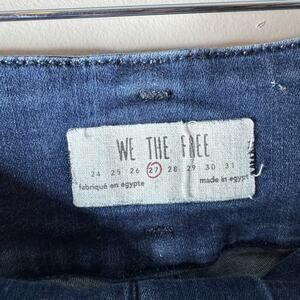 WE THE FREE
24 25 26 27 28 29 30 31
fabriqué en egypte made in egypt